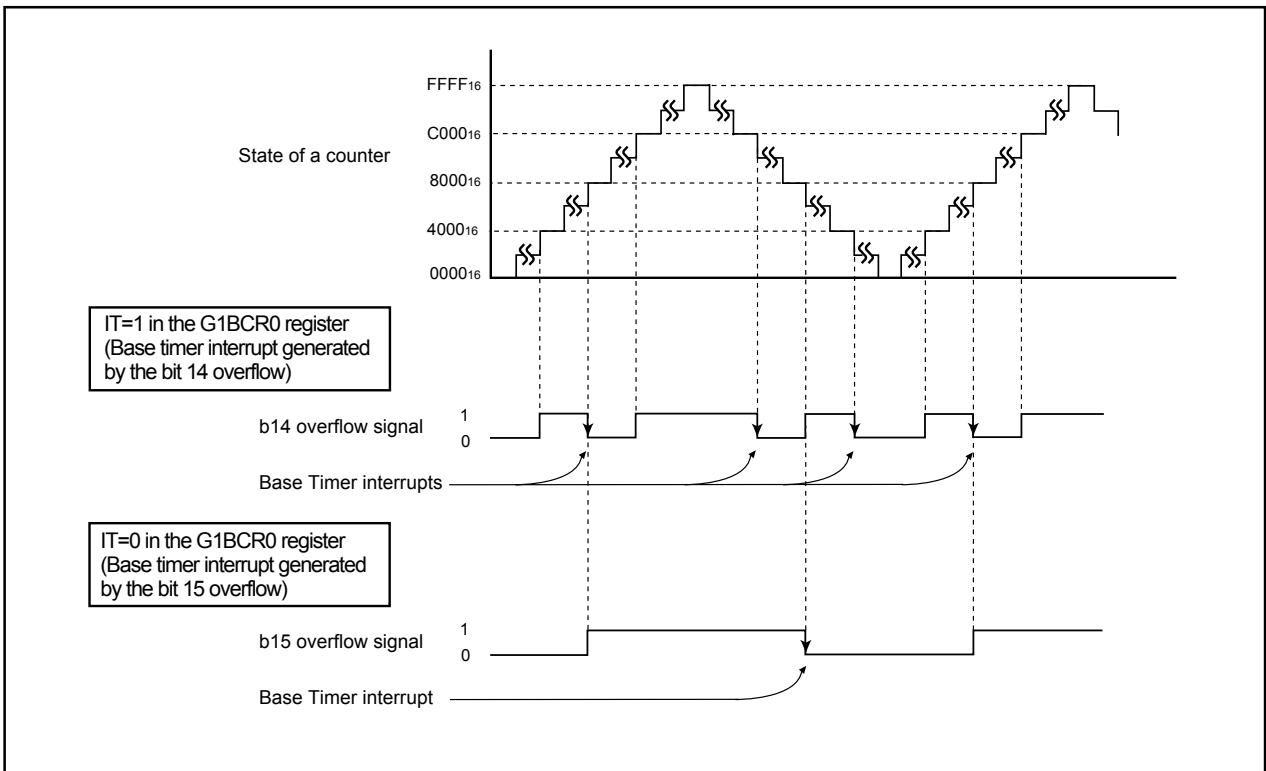 FFFF16
C00016
State of a counter
800016
400016
000016
IT=1 in the G1BCR0 register
(Base timer interrupt generated
by the bit 14 overflow)
b14 overflow signal
1
0
Base Timer interrupts
IT=0 in the G1BCR0 register
(Base timer interrupt generated
by the bit 15 overflow)
b15 overflow signal
1
0
Base Timer interrupt